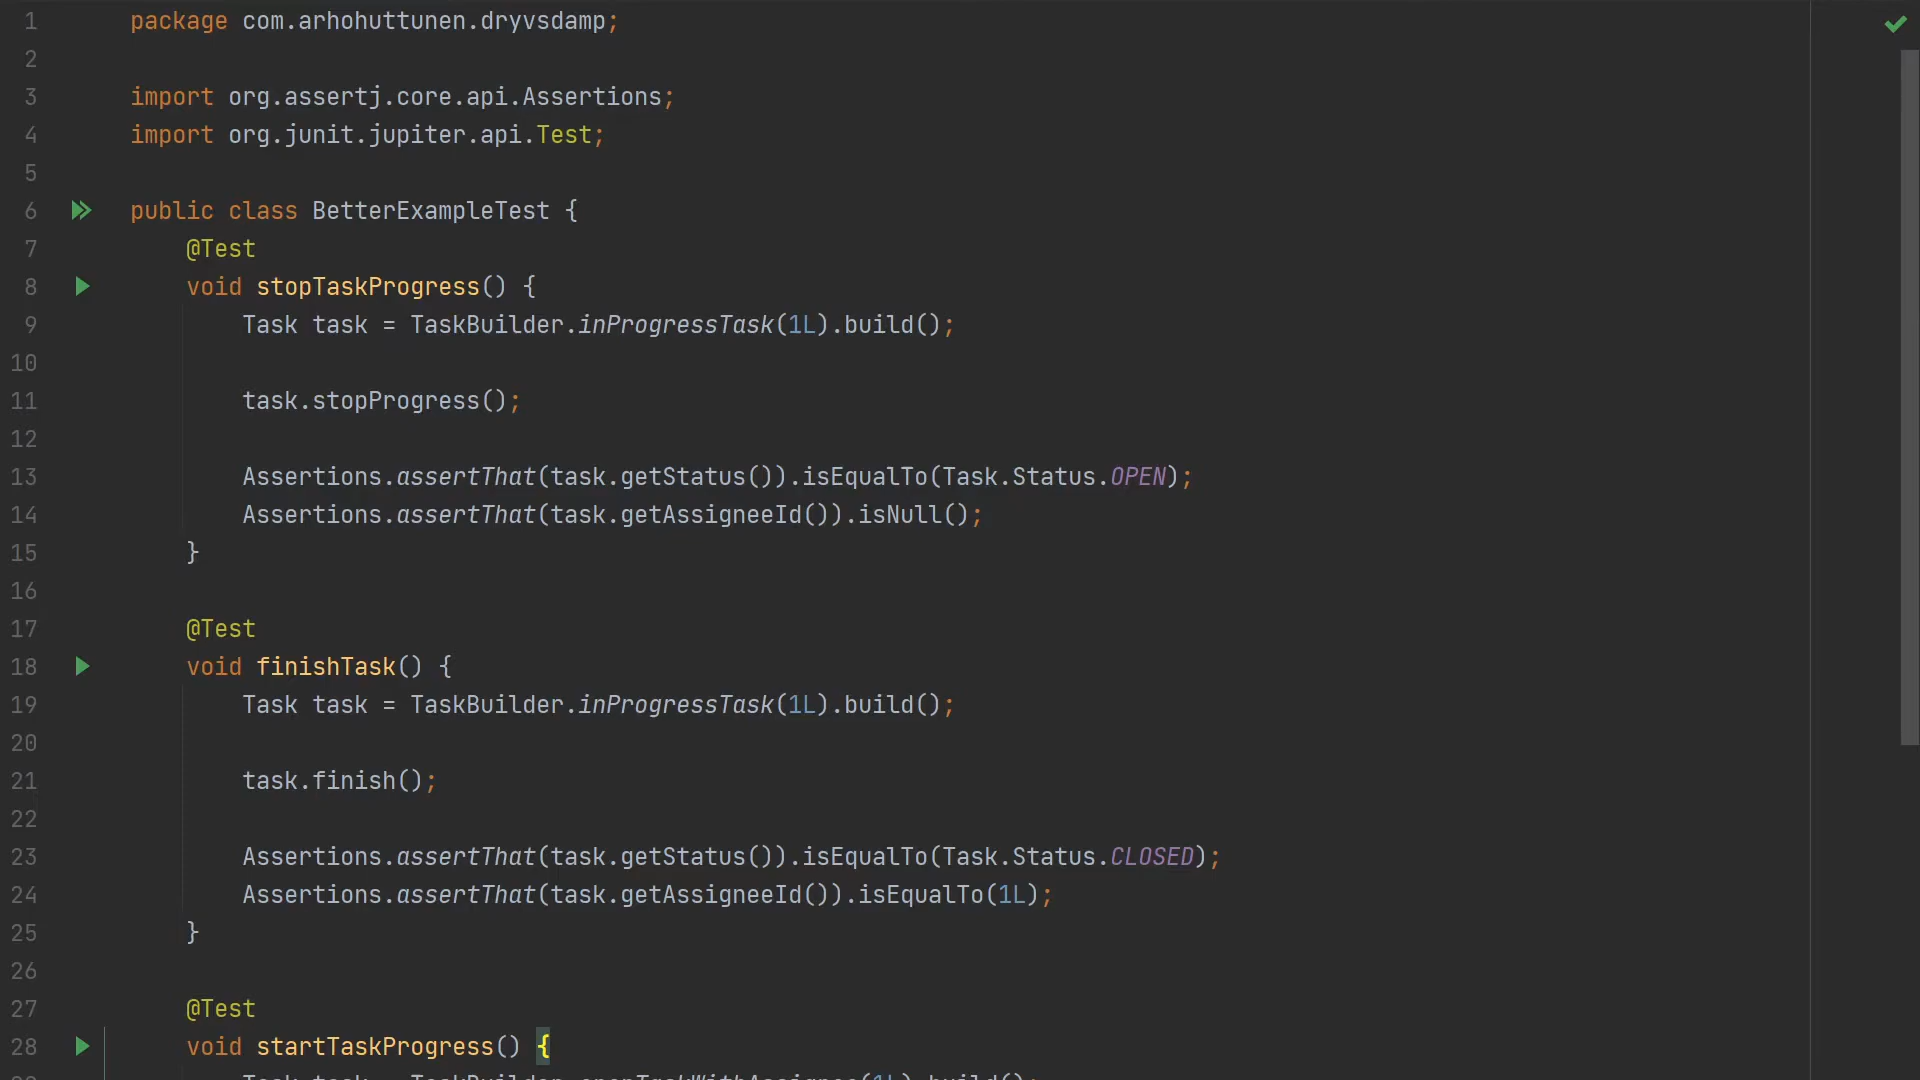 1 package com.arhohuttunen.dryvsdamp;
2
3 import org.assertj.core.api.Assertions;
4 import org.junit.jupiter.api.Test;
5
6 public class BetterExampleTest {
7 @Test
8 void stopTaskProgress() {
9 Task task = TaskBuilder.inProgressTask(1L).build();
10
11 task.stopProgress();
12
13 Assertions.assertThat(task.getStatus()).isEqualTo(Task.Status.OPEN);
14 Assertions.assertThat(task.getAssigneeId()).isNull();
15 }
16
17 @Test
18 void finishTask() {
19 Task task = TaskBuilder.inProgressTask(1L).build();
20
21 task.finish();
22
23 Assertions.assertThat(task.getStatus()).isEqualTo(Task.Status.CLOSED);
24 Assertions.assertThat(task.getAssigneeId()).isEqualTo(1L);
25 }
26
27 @Test
28 void startTaskProgress() {